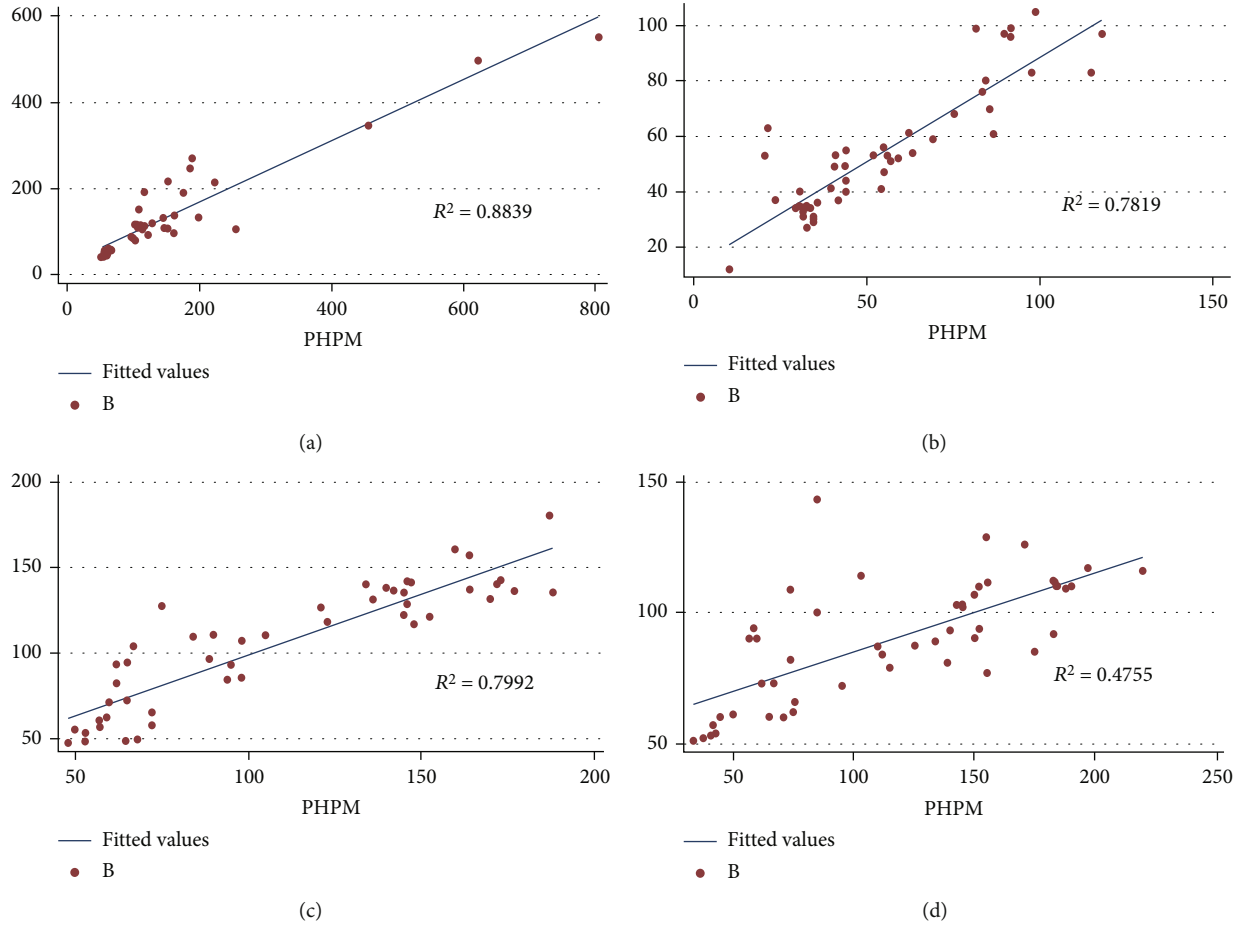 600
400
200
0
R² = 0.8839
0 200 400 600 800
PHPM
Fitted values
B
(a)
100
80
60
40
20
R² = 0.7819
0 50 100 150
PHPM
Fitted values
B
(b)
200
150
100
50
R² = 0.7992
50 100 150 200
PHPM
Fitted values
B
(c)
150
100
50
R² = 0.4755
50 100 150 200 250
PHPM
Fitted values
B
(d)